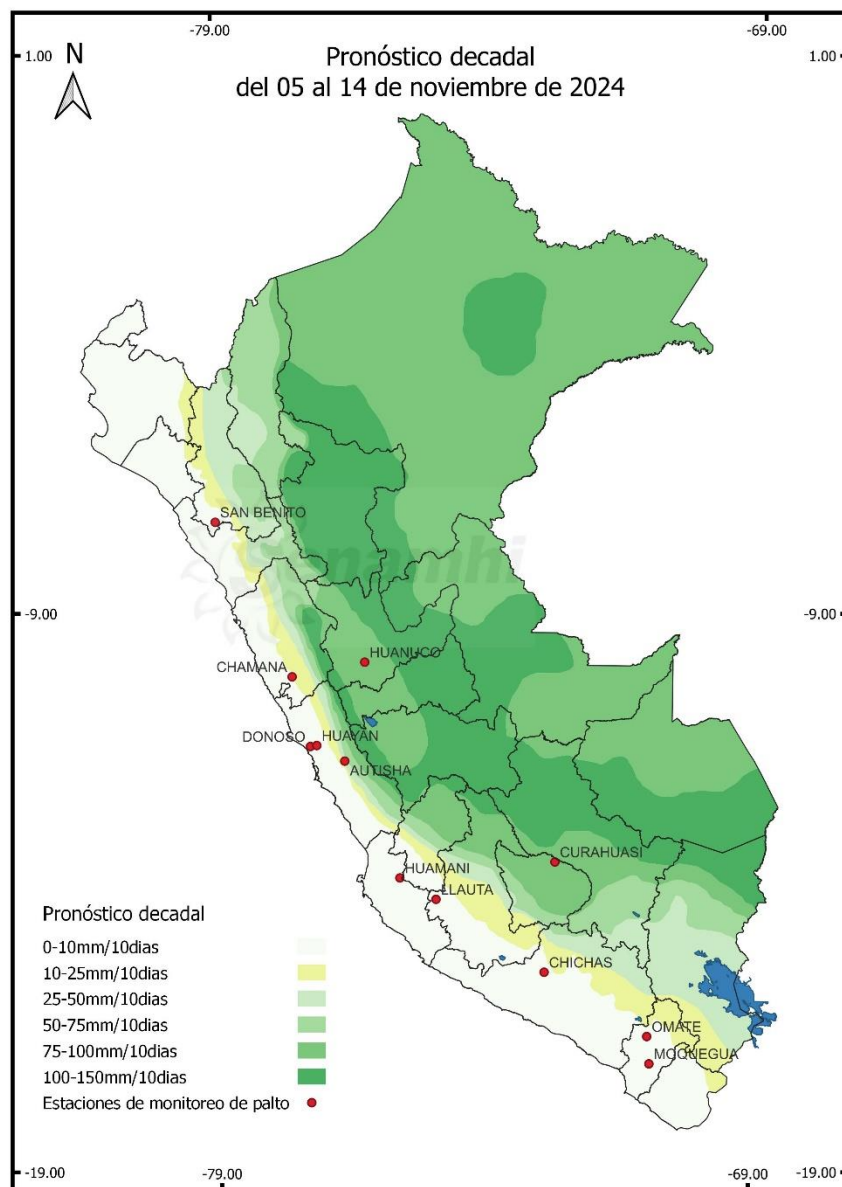 -79.00
-69.00
1.00
N
Pronóstico decadal
1.00
del 05 al 14 de noviembre de 2024
SAN BENITO
Senamhi
-9.00
-9.00
HUANUCO
CHAMANA
DONOSO
HUAYAN
AUTISHA
CURAHUASI
HUAMANI
LLAUTA
Pronóstico decadal
0-10mm/10dias
10-25mm/10dias
CHICHAS
25-50mm/10dias
50-75mm/10dias
OMATE
75-100mm/10dias
MOQUEGUA
100-150mm/10dias
Estaciones de monitoreo de palto
-19.00
-19.00
-79.00
-69.00